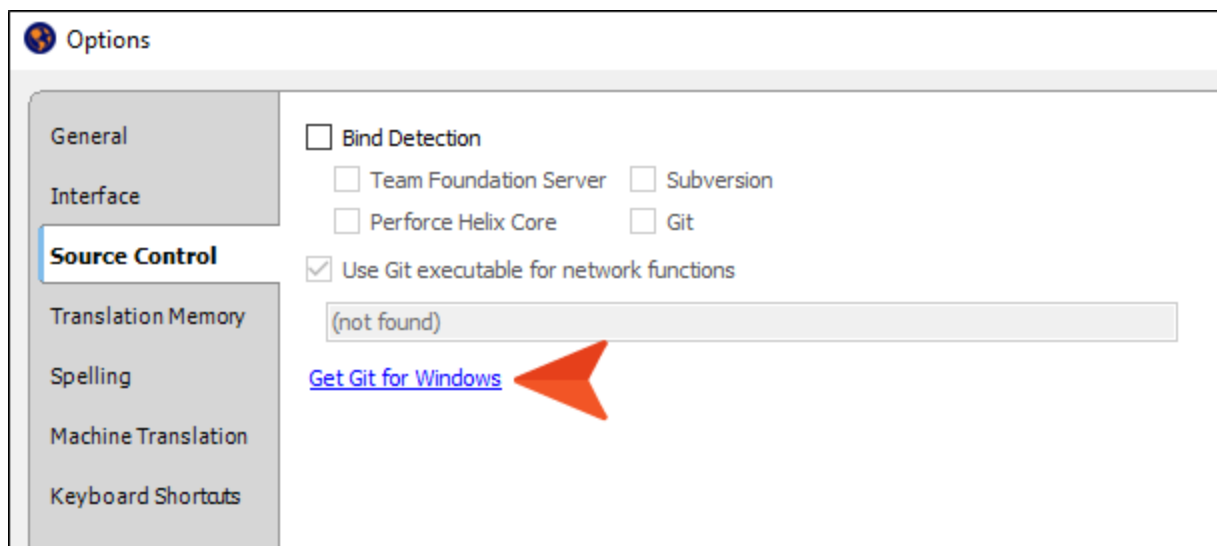 Options
General
Interface
Source Control
Translation Memory
Spelling
Machine Translation
Keyboard Shortcuts
Bind Detection
Team Foundation Server Subversion
Perforce Helix Core Git
Use Git executable for network functions
(not found)
Get Git for Windows